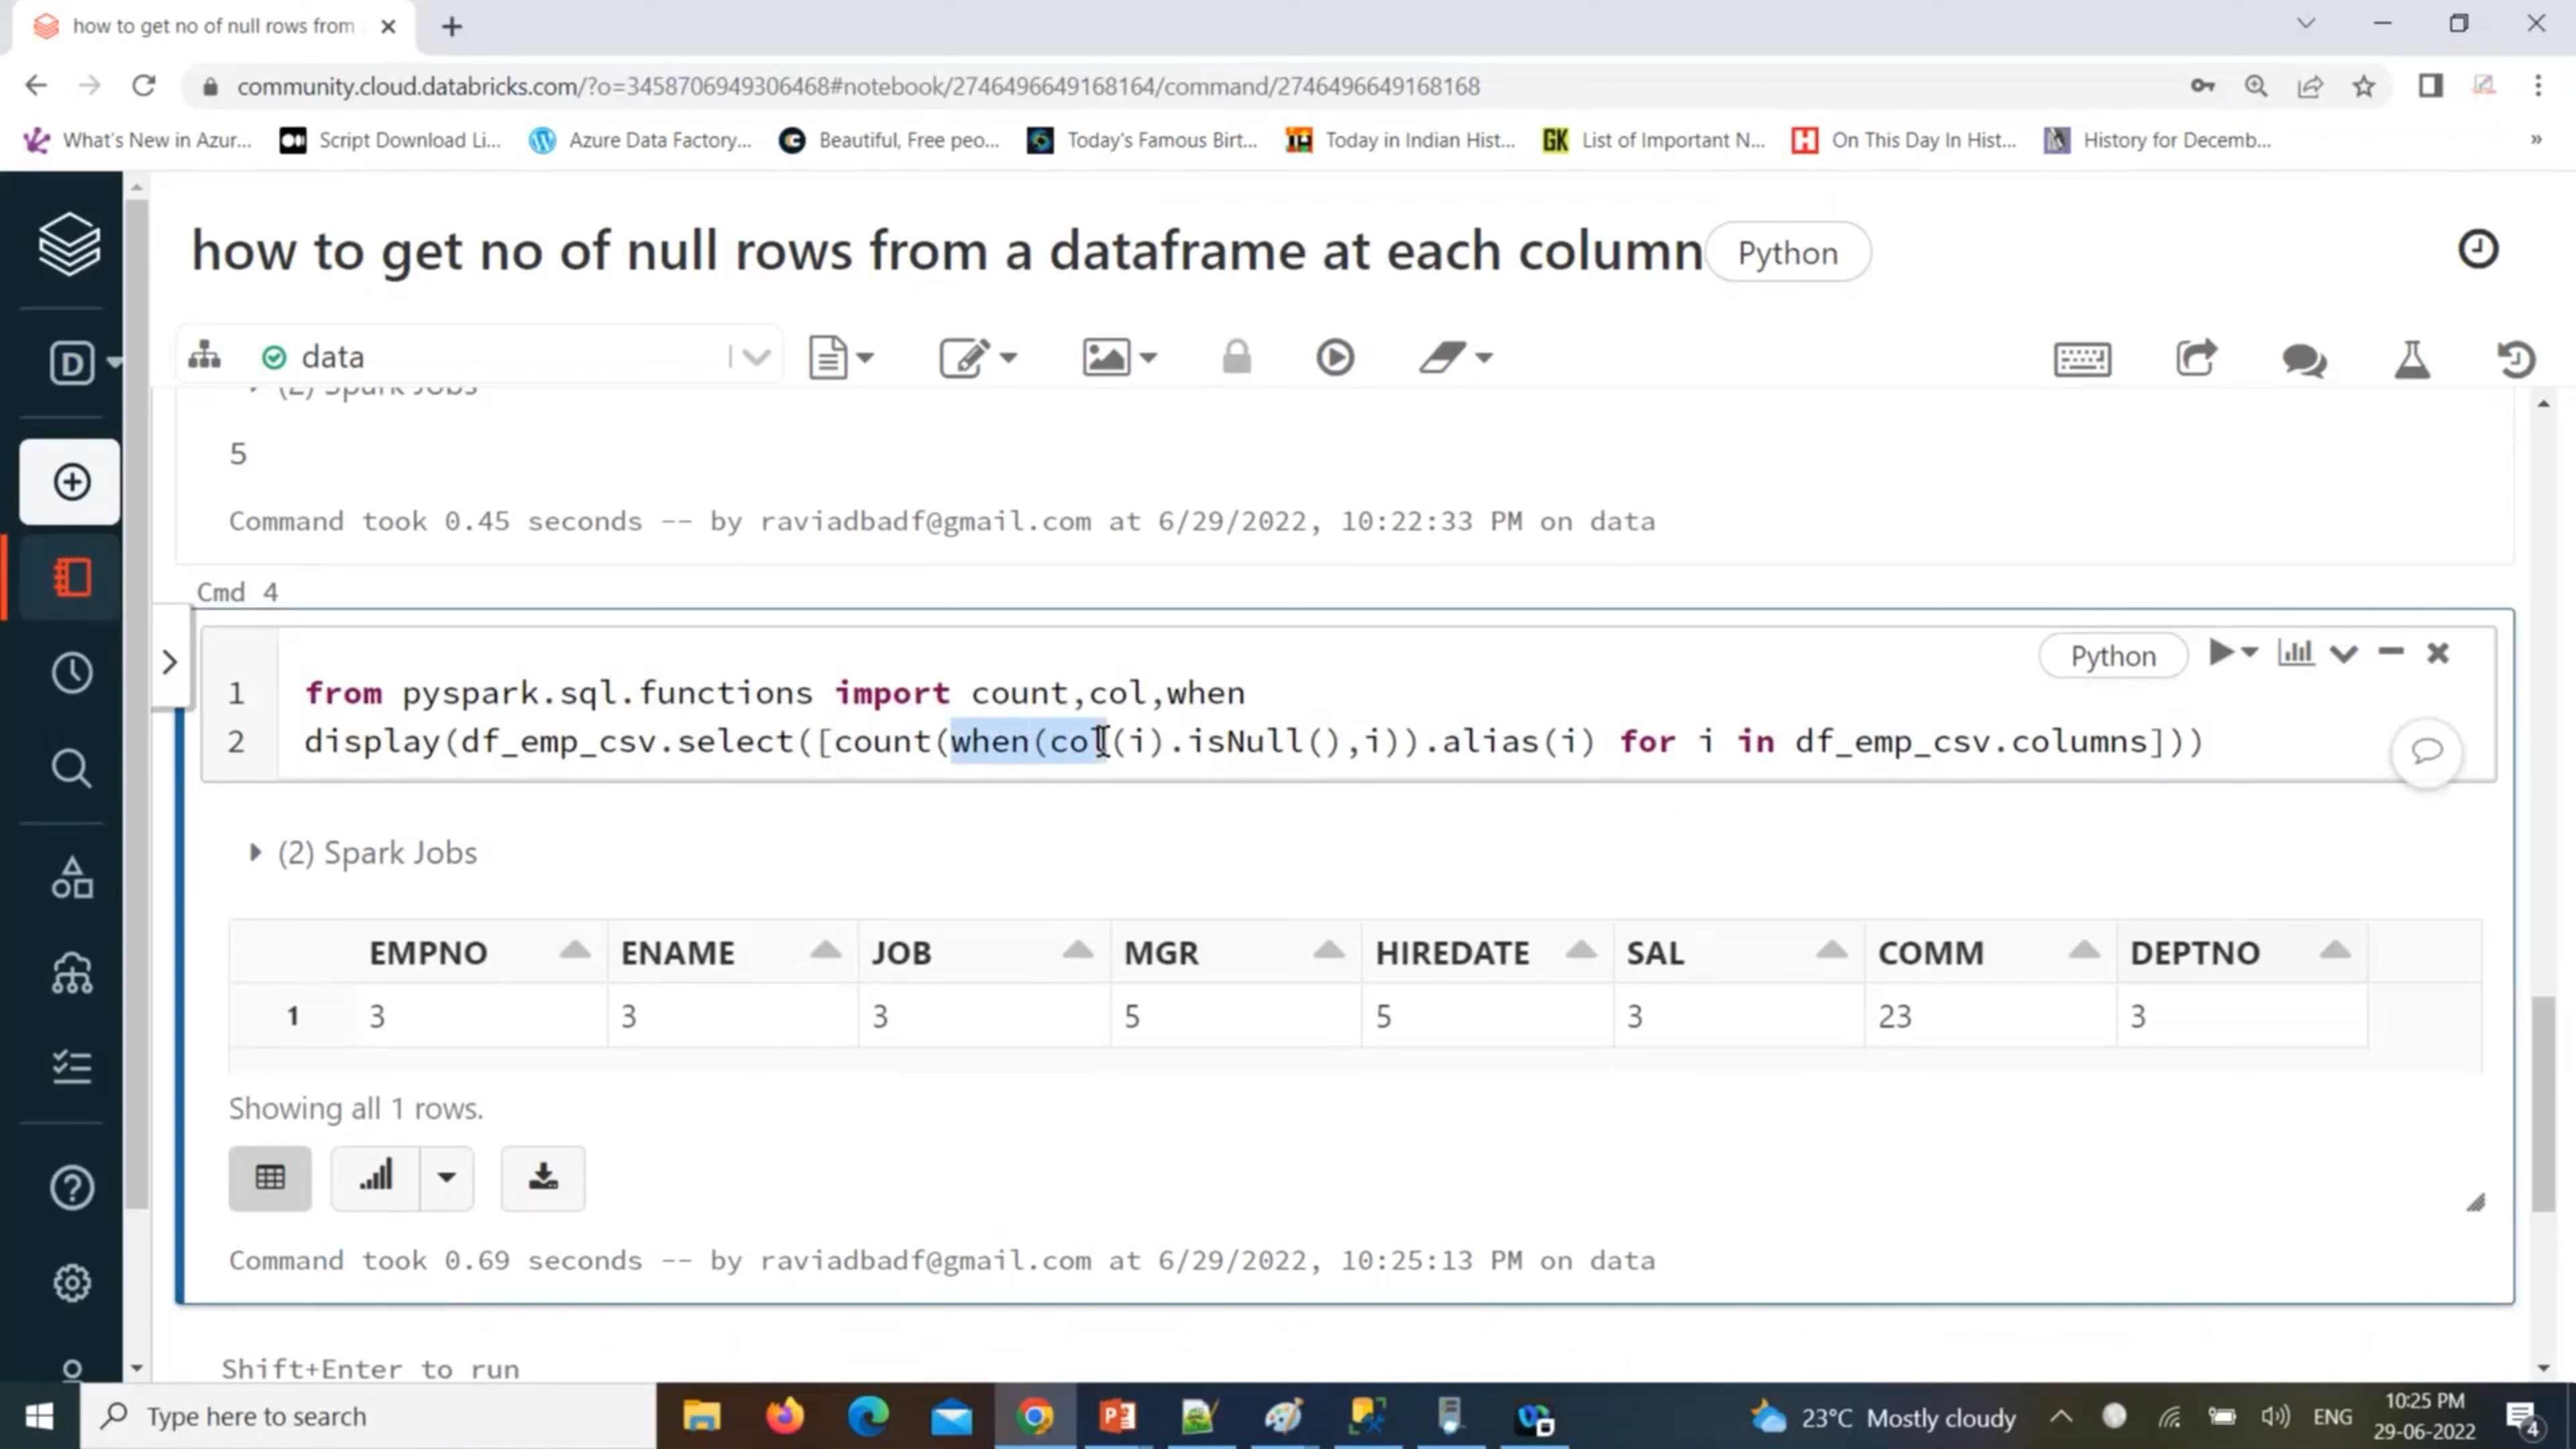 how to get no of null rows from
community.cloud.databricks.com/?o=3458706949306468#notebook/2746496649168164/command/2746496649168168
What's New in Azur... Script Download Li... Azure Data Factory... Beautiful, Free peo... Today's Famous Birt... Today in Indian Hist... GK List of Important N... H On This Day In Hist... History for Decemb... »
how to get no of null rows from a dataframe at each column Python
D data
(2) Spark Jobs
5
Command took 0.45 seconds -- by raviadbadf@gmail.com at 6/29/2022, 10:22:33 PM on data
Cmd 4
Python
1 from pyspark.sql.functions import count,col,when
2 display(df_emp_csv.select([count(when(col(i).isNull(),i)).alias(i) for i in df_emp_csv.columns]))
(2) Spark Jobs
EMPNO ENAME JOB MGR HIREDATE SAL COMM DEPTNO
1 3 3 3 5 5 3 23 3
Showing all 1 rows.
Command took 0.69 seconds -- by raviadbadf@gmail.com at 6/29/2022, 10:25:13 PM on data
Shift+Enter to run
Type here to search
23°C Mostly cloudy
ENG
10:25 PM
29-06-2022
4